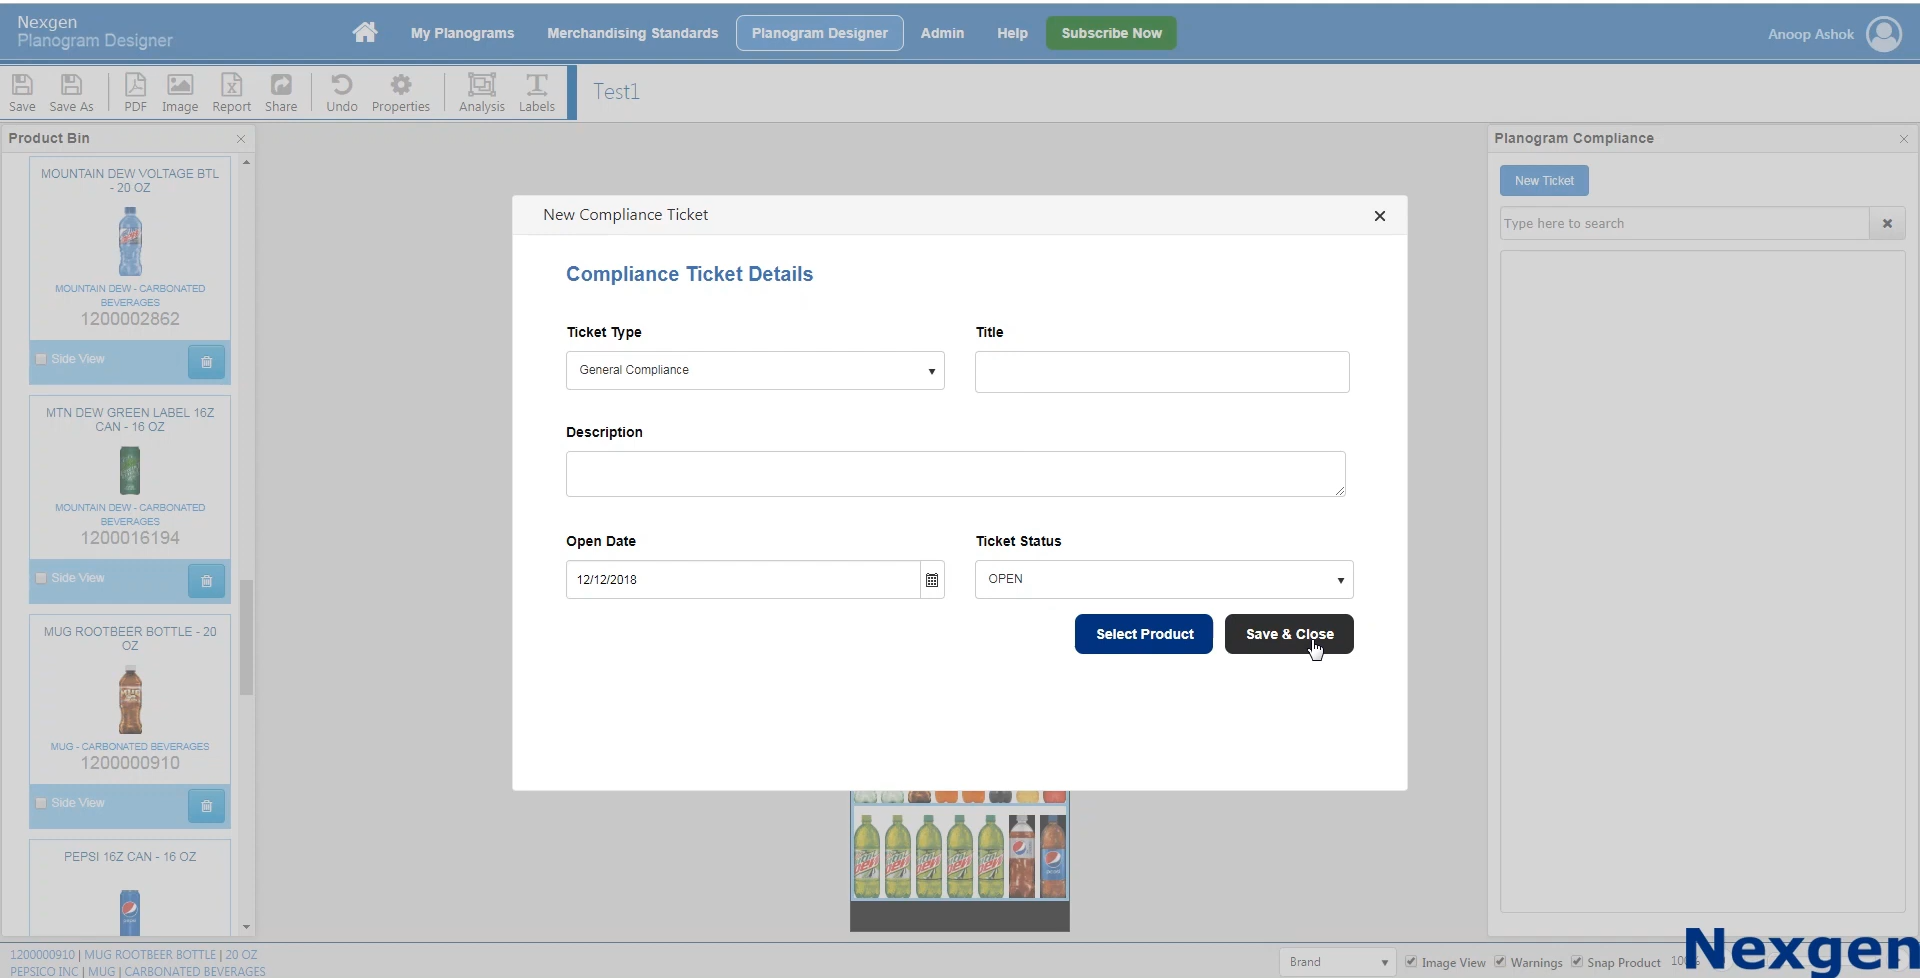 Nexgen
Planogram Designer
My Planograms
Merchandising Standards
Planogram Designer
Admin
Help
Subscribe Now
Anoop Ashok
Save
Save As
PDF
Image
Report
Share
Undo
Properties
Analysis
Labels
Test1
Product Bin
MOUNTAIN DEW VOLTAGE BTL
- 20 OZ
MOUNTAIN DEW - CARBONATED
BEVERAGES
1200002862
Side View
MTN DEW GREEN LABEL 16Z
CAN - 16 OZ
MOUNTAIN DEW - CARBONATED
BEVERAGES
1200016194
Side View
MUG ROOTBEER BOTTLE - 20
OZ
MUG - CARBONATED BEVERAGES
1200000910
Side View
PEPSI 16Z CAN - 16 OZ
New Compliance Ticket
Compliance Ticket Details
Ticket Type
Title
General Compliance
Description
Open Date
Ticket Status
12/12/2018
OPEN
Select Product
Save & Close
Planogram Compliance
New Ticket
Type here to search
1200000910 | MUG ROOTBEER BOTTLE | 20 OZ
PEPSICO INC | MUG | CARBONATED BEVERAGES
Brand
Image View
Warnings
Snap Product
Nexgen